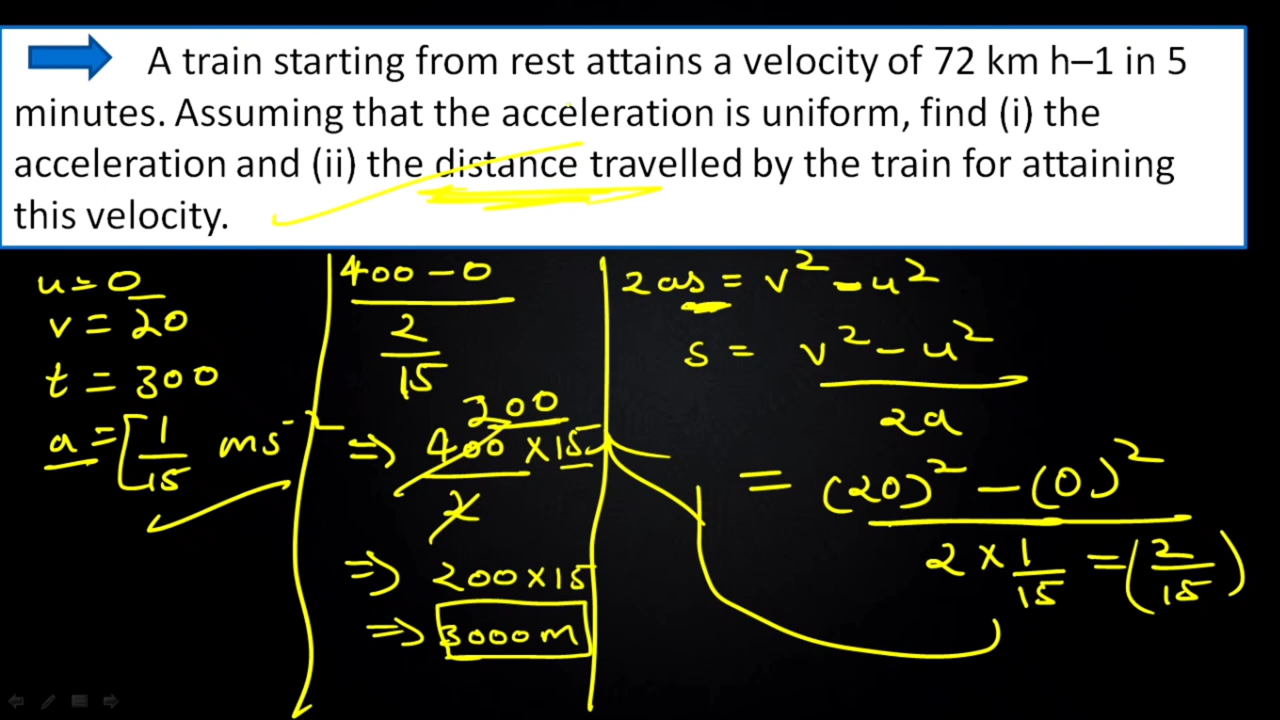 A train starting from rest attains a velocity of 72 km h–1 in 5
minutes. Assuming that the acceleration is uniform, find (i) the
acceleration and (ii) the distance travelled by the train for attaining
this velocity.
u = 0
v = 20
t = 300
a = [1/15 ms⁻
400 - 0
2/15
200
⇒ 400 × 15
2
⇒ 200 × 15
⇒ 3000 m
2as = v² - u²
s = v² - u²
2a
= (20)² - (0)²
2 × 1/15 = (2/15)